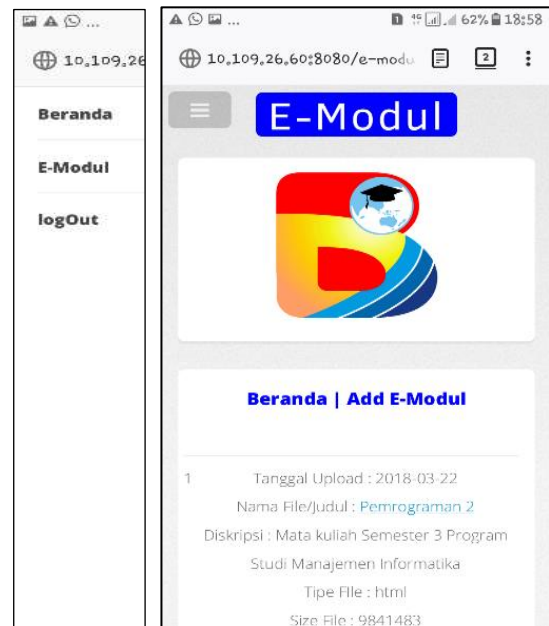 ...
10.109.26
Beranda
E-Modul
logOut
... 62% 18:58
10.109.26.60:8080/e-modu
2
E-Modul
Beranda | Add E-Modul
1 Tanggal Upload : 2018-03-22
Nama File/Judul : Pemrograman 2
Diskripsi : Mata kuliah Semester 3 Program
Studi Manajemen Informatika
Tipe FIle : html
Size File : 9841483